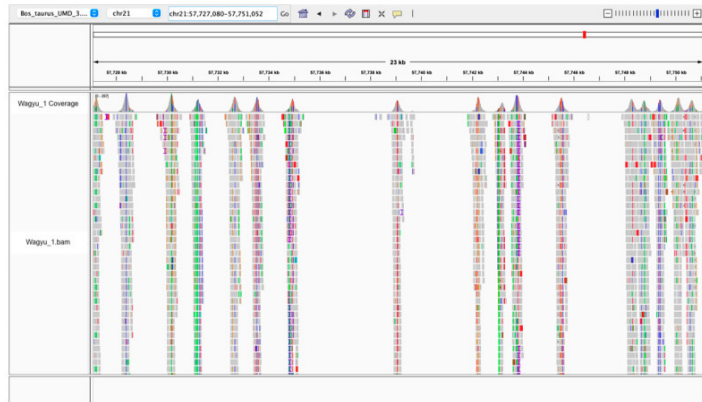 Bos_taurus_UMD_3.... chr21 chr21:57,727,080-57,751,052 Go
23 kb
57,728 kb 57,730 kb 57,732 kb 57,734 kb 57,736 kb 57,738 kb 57,740 kb 57,742 kb 57,744 kb 57,746 kb 57,748 kb 57,750 kb
Wagyu_1 Coverage
Wagyu_1.bam